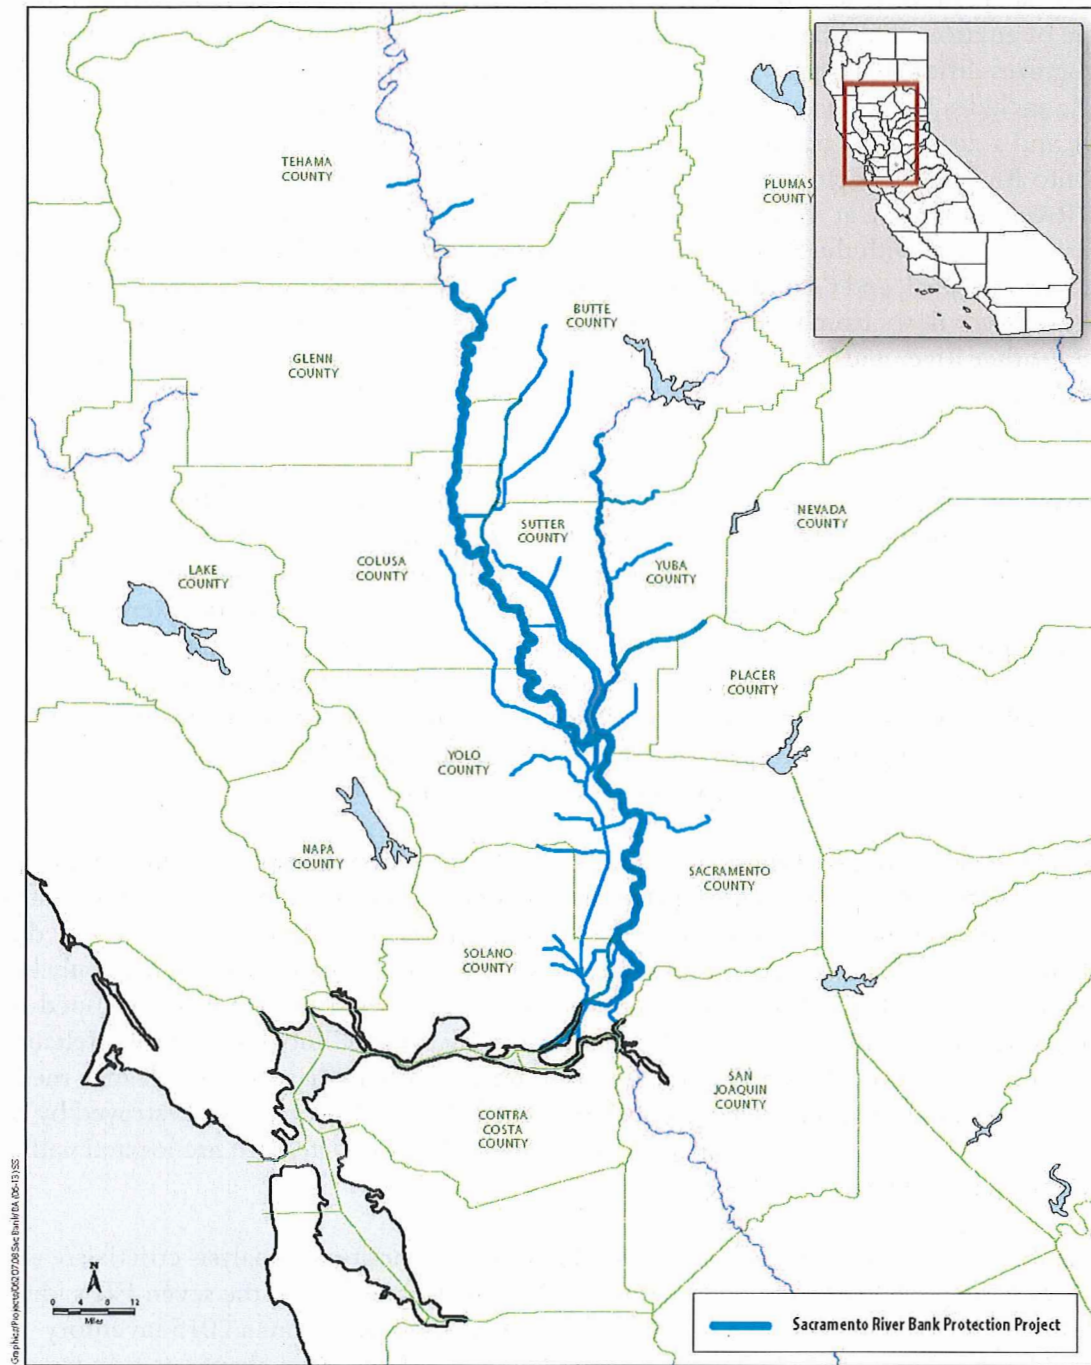 TEHAMA
COUNTY
PLUMAS
COUNTY
BUTTE
COUNTY
GLENN
COUNTY
NEVADA
COUNTY
SUTTER
COUNTY
COLUSA
COUNTY
LAKE
COUNTY
YUBA
COUNTY
PLACER
COUNTY
YOLO
COUNTY
NAPA
COUNTY
SACRAMENTO
COUNTY
SOLANO
COUNTY
SAN
JOAQUIN
COUNTY
CONTRA
COSTA
COUNTY
N
0 4 8 12
Miles
Sacramento River Bank Protection Project